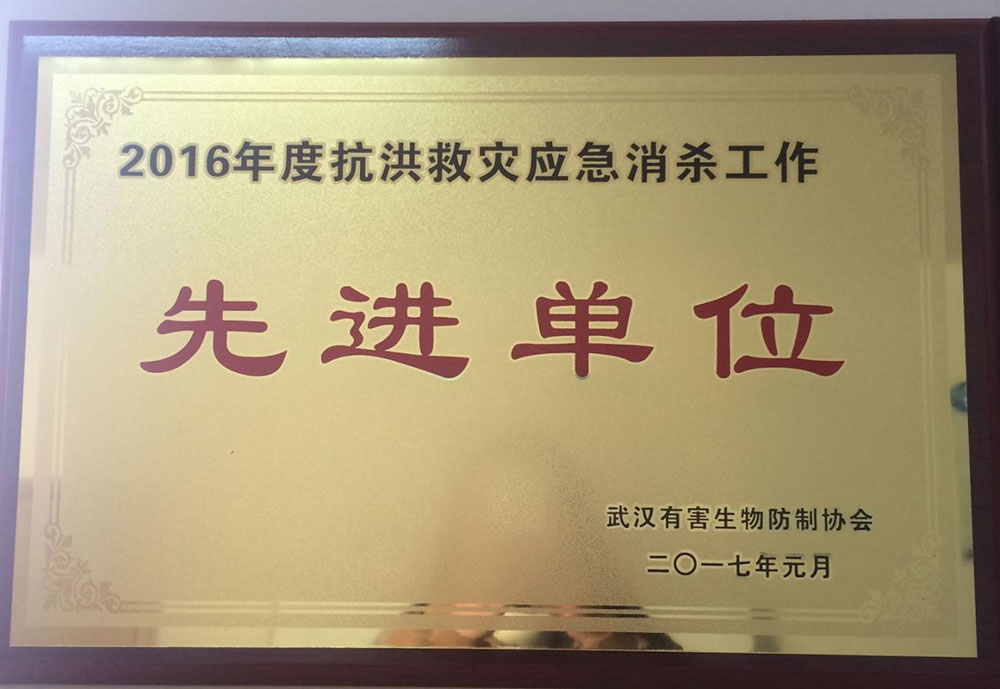 2016年度抗洪救灾应急消杀工作
先进单位
武汉有害生物防制协会
二〇一七年元月